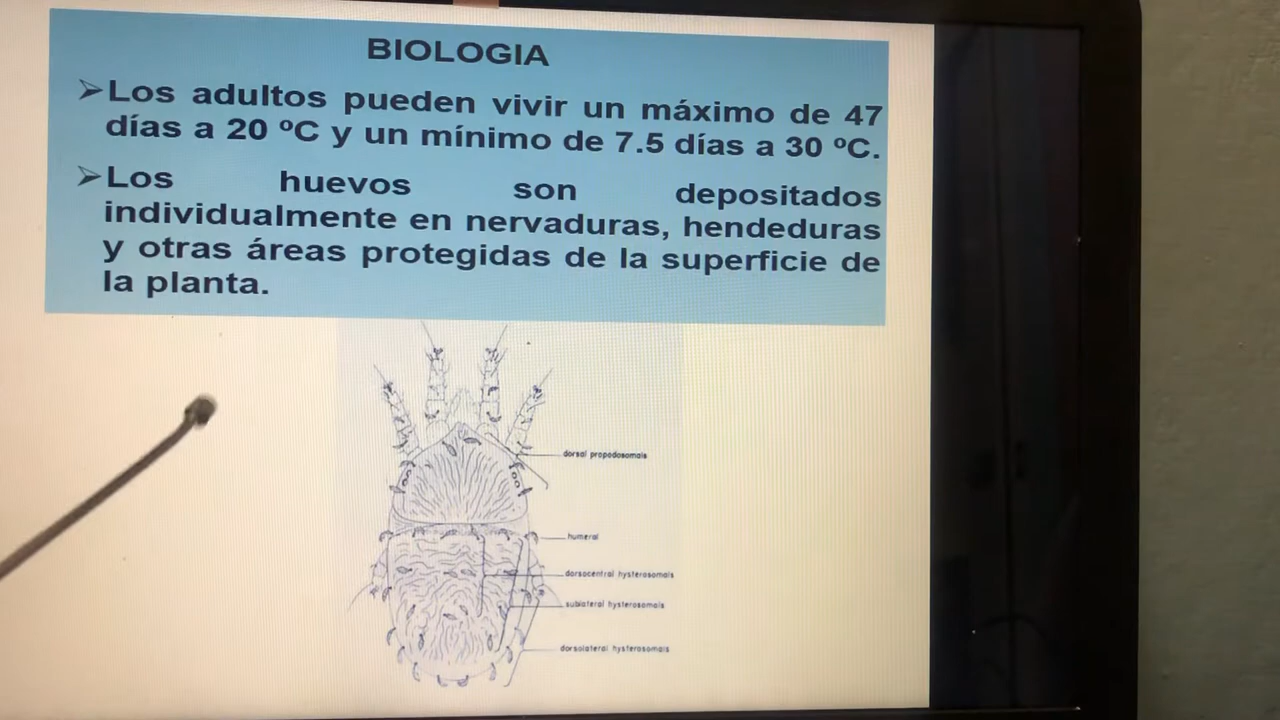 BIOLOGIA
➢Los adultos pueden vivir un máximo de 47
días a 20 ºC y un mínimo de 7.5 días a 30 ºC.
➢Los huevos son depositados
individualmente en nervaduras, hendeduras
y otras áreas protegidas de la superficie de
la planta.
dorsal propodosomals
humeral
dorsocentral hysterosomals
sublateral hysterosomals
dorsolateral hysterosomals